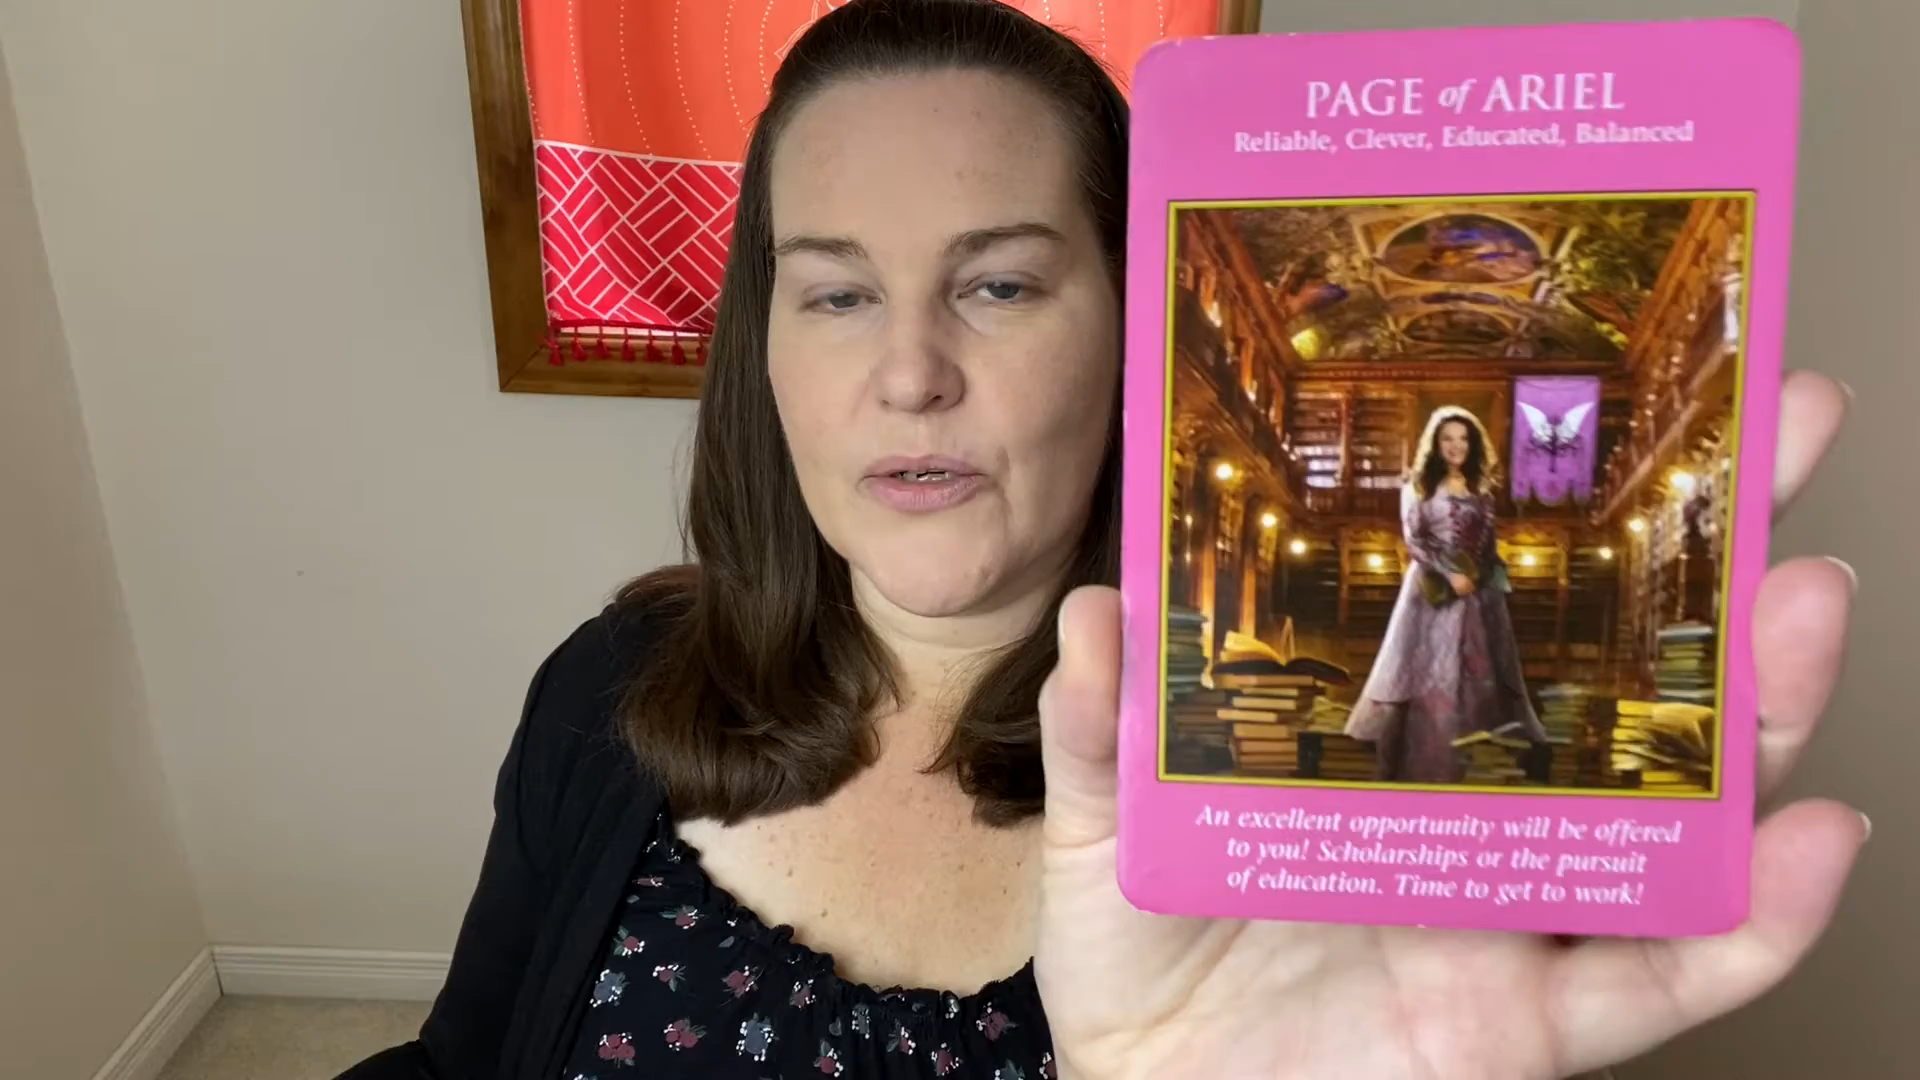 PAGE of ARIEL
Reliable, Clever, Educated, Balanced
An excellent opportunity will be offered
to you! Scholarships or the pursuit
of education. Time to get to work!